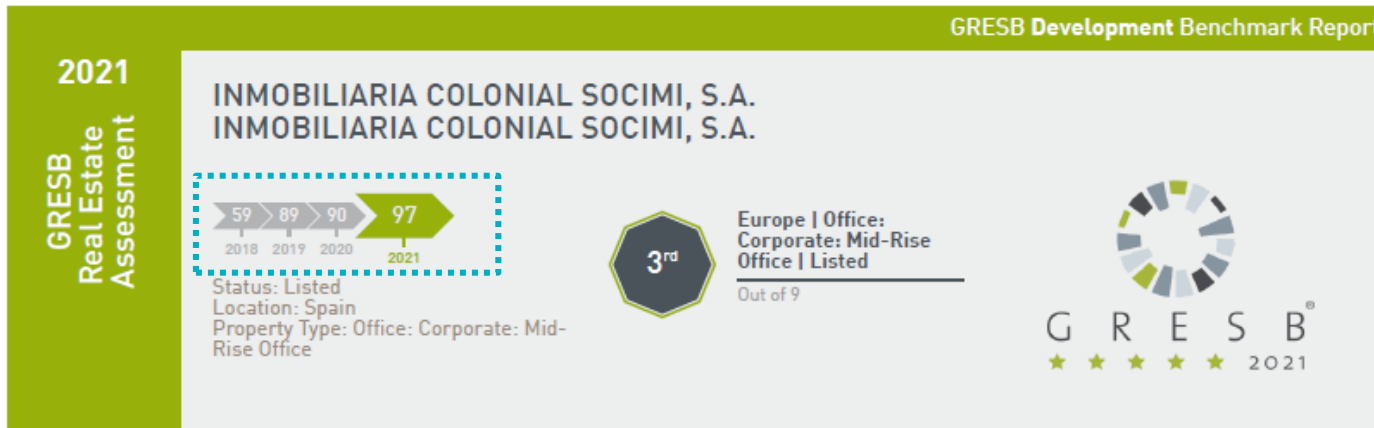 GRESB Development Benchmark Report
2021
GRESB
Real Estate
Assessment
INMOBILIARIA COLONIAL SOCIMI, S.A.
INMOBILIARIA COLONIAL SOCIMI, S.A.
59 89 90 97
2018 2019 2020 2021
Status: Listed
Location: Spain
Property Type: Office: Corporate: Mid-
Rise Office
3rd
Europe | Office:
Corporate: Mid-Rise
Office | Listed
Out of 9
G R E S B®
★ ★ ★ ★ ★ 2021